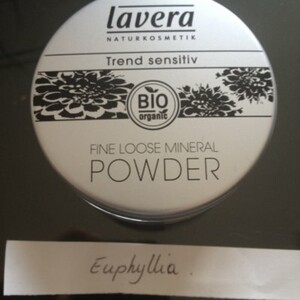 lavera
NATURKOSMETIK
Trend sensitiv
BIO
organic
FINE LOOSE MINERAL
POWDER
Euphyllia.